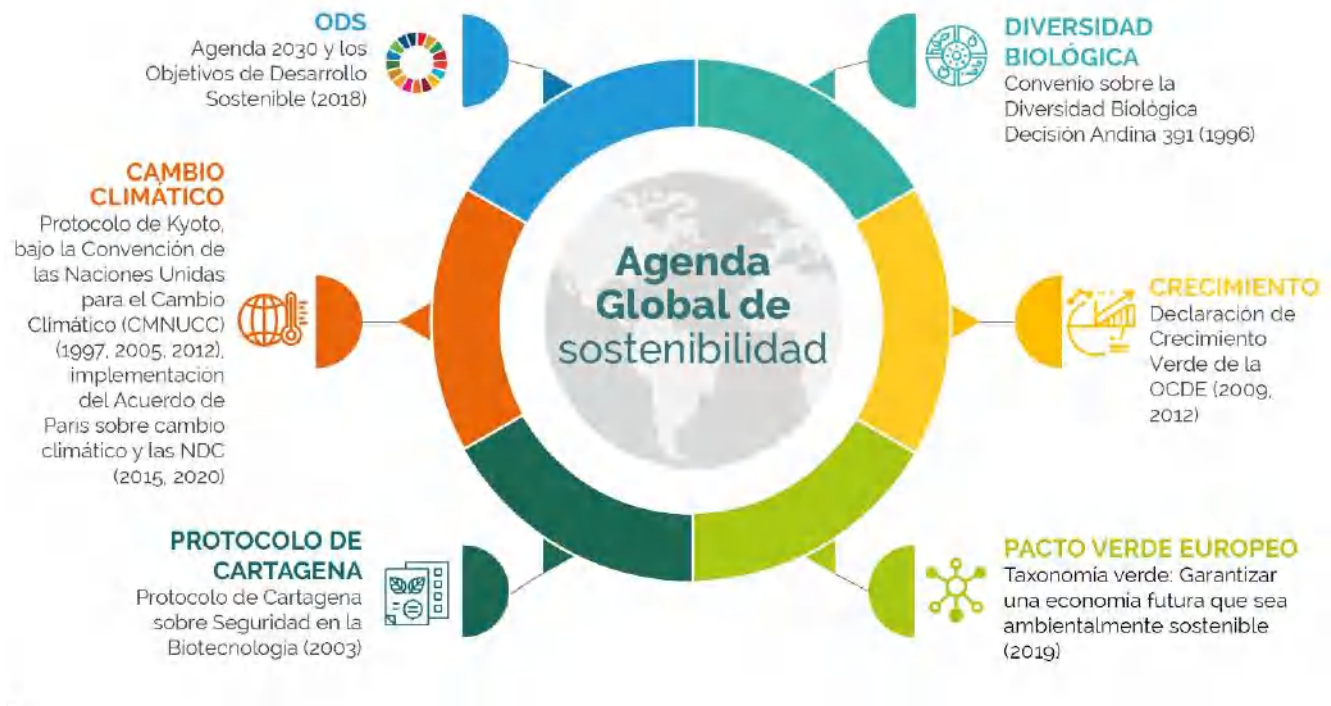 ODS
Agenda 2030 y los
Objetivos de Desarrollo
Sostenible (2018)
DIVERSIDAD
BIOLÓGICA
Convenio sobre la
Diversidad Biológica
Decisión Andina 391 (1996)
CAMBIO
CLIMÁTICO
Protocolo de Kyoto,
bajo la Convención de
las Naciones Unidas
para el Cambio
Climático (CMNUCC)
(1997, 2005, 2012),
implementación
del Acuerdo de
Paris sobre cambio
climático y las NDC
(2015, 2020)
Agenda
Global de
sostenibilidad
CRECIMIENTO
Declaración de
Crecimiento
Verde de la
OCDE (2009,
2012)
PROTOCOLO DE
CARTAGENA
Protocolo de Cartagena
sobre Seguridad en la
Biotecnologia (2003)
PACTO VERDE EUROPEO
Taxonomía verde: Garantizar
una economía futura que sea
ambientalmente sostenible
(2019)